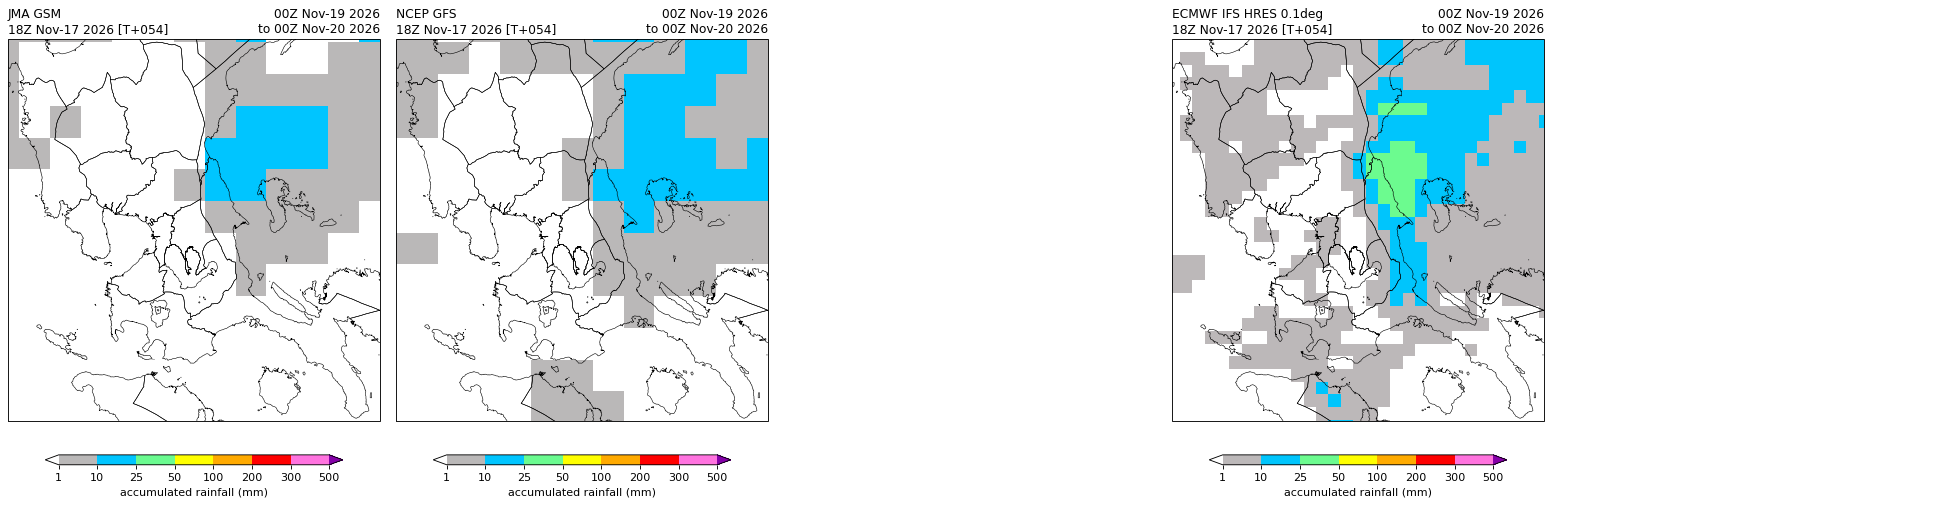 JMA GSM 00Z Nov-19 2026
18Z Nov-17 2026 [T+054] to 00Z Nov-20 2026
1 10 25 50 100 200 300 500
accumulated rainfall (mm)
NCEP GFS 00Z Nov-19 2026
18Z Nov-17 2026 [T+054] to 00Z Nov-20 2026
1 10 25 50 100 200 300 500
accumulated rainfall (mm)
ECMWF IFS HRES 0.1deg 00Z Nov-19 2026
18Z Nov-17 2026 [T+054] to 00Z Nov-20 2026
1 10 25 50 100 200 300 500
accumulated rainfall (mm)